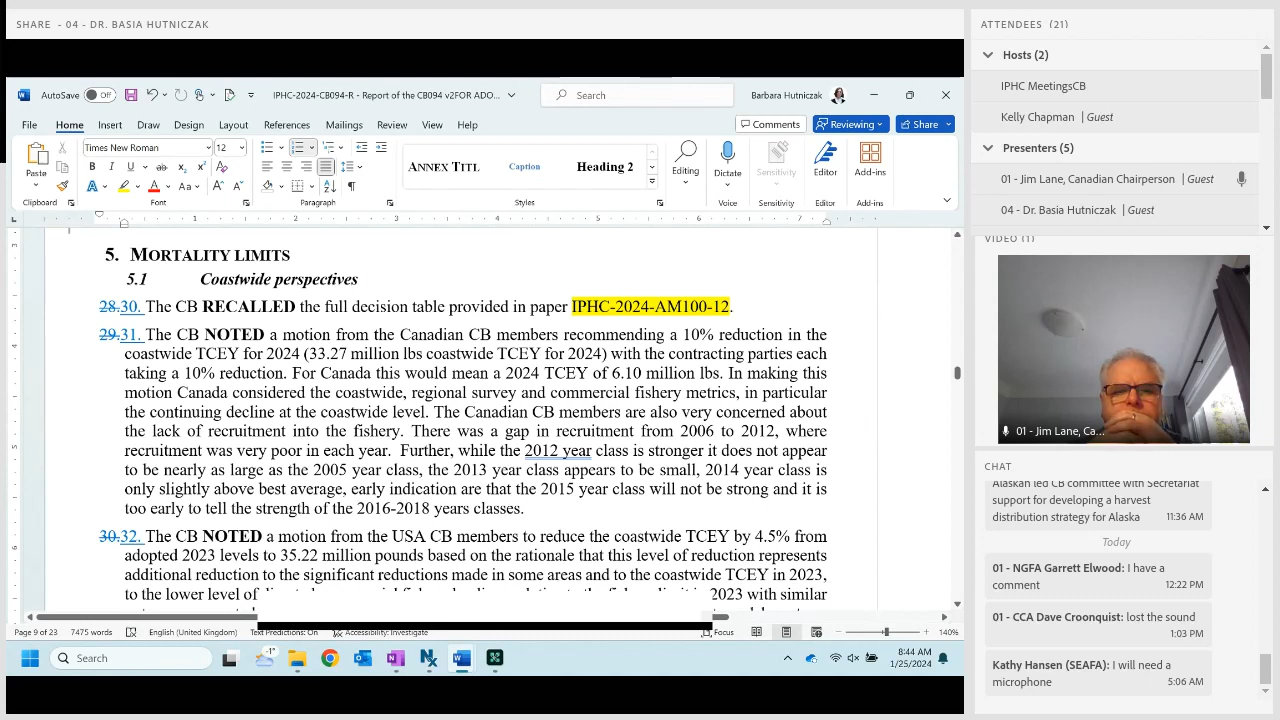 SHARE - 04 - DR. BASIA HUTNICZAK
AutoSave Off
IPHC-2024-CB094-R - Report of the CB094 v2FOR ADO...
Search
Barbara Hutniczak
File Home Insert Draw Design Layout References Mailings Review View Help
Comments Reviewing Share
Paste
Times New Roman 12
ANNEX TITL Caption Heading 2
Editing Dictate Sensitivity Editor Add-ins
Clipboard Font Paragraph Styles Voice Sensitivity Editor Add-ins
5. MORTALITY LIMITS
5.1 Coastwide perspectives
28.30. The CB RECALLED the full decision table provided in paper IPHC-2024-AM100-12.
29.31. The CB NOTED a motion from the Canadian CB members recommending a 10% reduction in the
coastwide TCEY for 2024 (33.27 million lbs coastwide TCEY for 2024) with the contracting parties each
taking a 10% reduction. For Canada this would mean a 2024 TCEY of 6.10 million lbs. In making this
motion Canada considered the coastwide, regional survey and commercial fishery metrics, in particular
the continuing decline at the coastwide level. The Canadian CB members are also very concerned about
the lack of recruitment into the fishery. There was a gap in recruitment from 2006 to 2012, where
recruitment was very poor in each year. Further, while the 2012 year class is stronger it does not appear
to be nearly as large as the 2005 year class, the 2013 year class appears to be small, 2014 year class is
only slightly above best average, early indication are that the 2015 year class will not be strong and it is
too early to tell the strength of the 2016-2018 years classes.
30.32. The CB NOTED a motion from the USA CB members to reduce the coastwide TCEY by 4.5% from
adopted 2023 levels to 35.22 million pounds based on the rationale that this level of reduction represents
additional reduction to the significant reductions made in some areas and to the coastwide TCEY in 2023,
to the lower level of 2023 with similar
Page 9 of 23 7475 words English (United Kingdom) Text Predictions: On Accessibility: Investigate Focus 140%
Search
-1°
8:44 AM
1/23/2024
ATTENDEES (21)
Hosts (2)
IPHC MeetingsCB
Kelly Chapman | Guest
Presenters (5)
01 - Jim Lane, Canadian Chairperson | Guest
04 - Dr. Basia Hutniczak | Guest
VIDEO (1)
01 - Jim Lane, Ca...
CHAT
Alaskan led CB committee with Secretariat
support for developing a harvest
distribution strategy for Alaska 11:36 AM
Today
01 - NGFA Garrett Elwood: I have a
comment 12:22 PM
01 - CCA Dave Croonquist: lost the
sound 1:03 PM
Kathy Hansen (SEAFA): I will need
microphone 5:06 AM